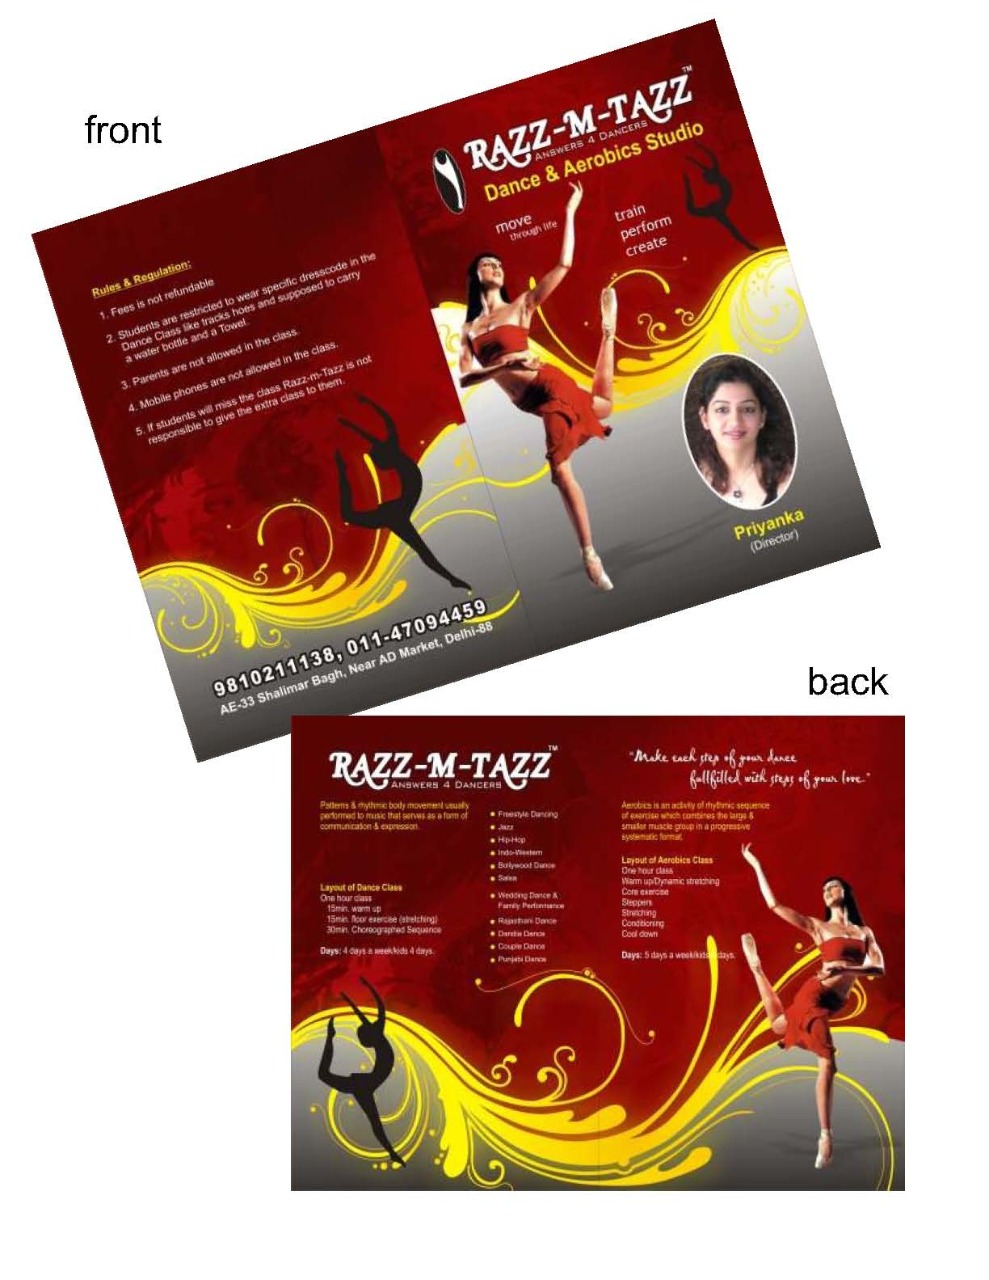 front
RAZZ-M-TAZZ™
ANSWERS 4 DANCERS
Dance & Aerobics Studio
move
through life
train
perform
create
Priyanka
(Director)
Rules & Regulation:
1. Fees is not refundable
2. Students are restricted to wear specific dresscode in the
Dance Class like tracks hoes and supposed to carry
a water bottle and a Towel.
3. Parents are not allowed in the class.
4. Mobile phones are not allowed in the class.
5. If students will miss the class Razz-m-Tazz is not
responsible to give the extra class to them.
9810211138, 011-47094459
AE-33 Shalimar Bagh, Near AD Market, Delhi-88
back
RAZZ-M-TAZZ™
ANSWERS 4 DANCERS
Patterns & rhythmic body movement usually
performed to music that serves as a form of
communication & expression.
Layout of Dance Class
One hour class
15min. warm up
15min. floor exercise (stretching)
30min. Choreographed Sequence
Days: 4 days a week/kids 4 days.
• Freestyle Dancing
• Jazz
• Hip-Hop
• Indo-Western
• Bollywood Dance
• Salsa
• Wedding Dance &
Family Performance
• Rajasthani Dance
• Dandia Dance
• Couple Dance
• Punjabi Dance
"Make each step of your dance
fullfilled with steps of your love."
Aerobics is an activity of rhythmic sequence
of exercise which combines the large &
smaller muscle group in a progressive
systematic format.
Layout of Aerobics Class
One hour class
Warm up/Dynamic stretching
Core exercise
Steppers
Stretching
Conditioning
Cool down
Days: 5 days a week/kids days.